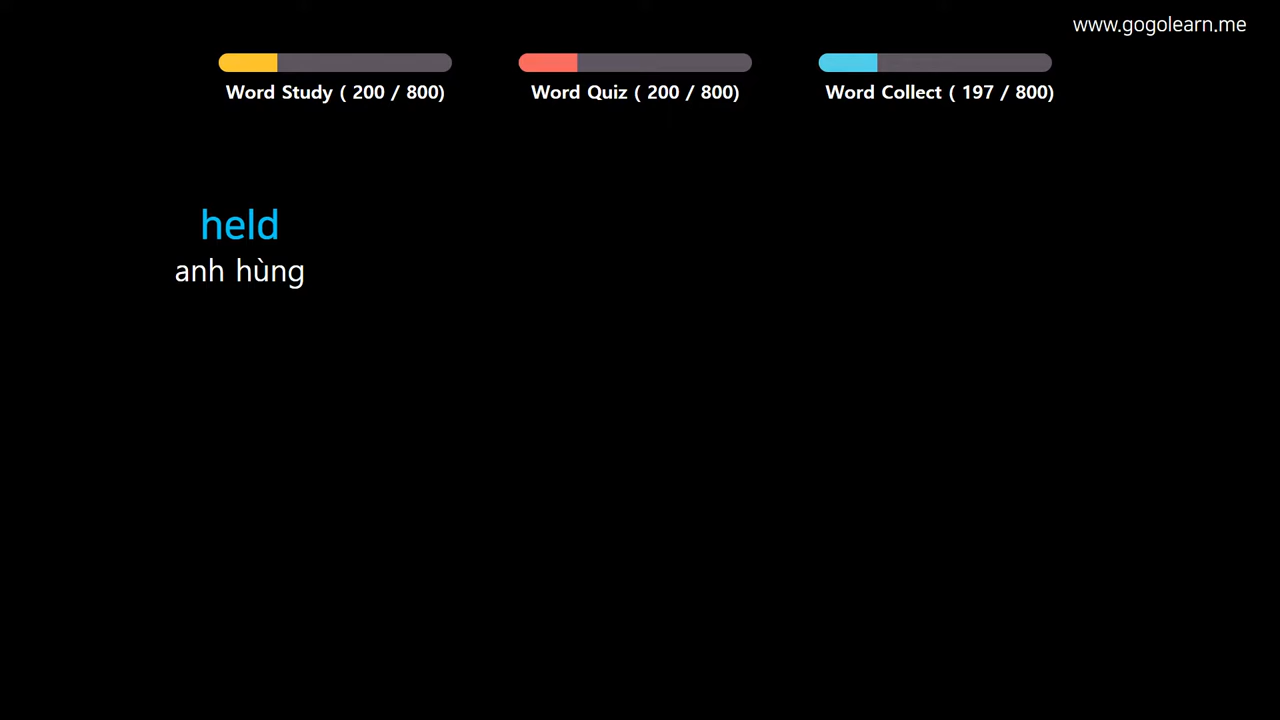 www.gogolearn.me
Word Study ( 200 / 800)
Word Quiz ( 200 / 800)
Word Collect ( 197 / 800)
held
anh hùng